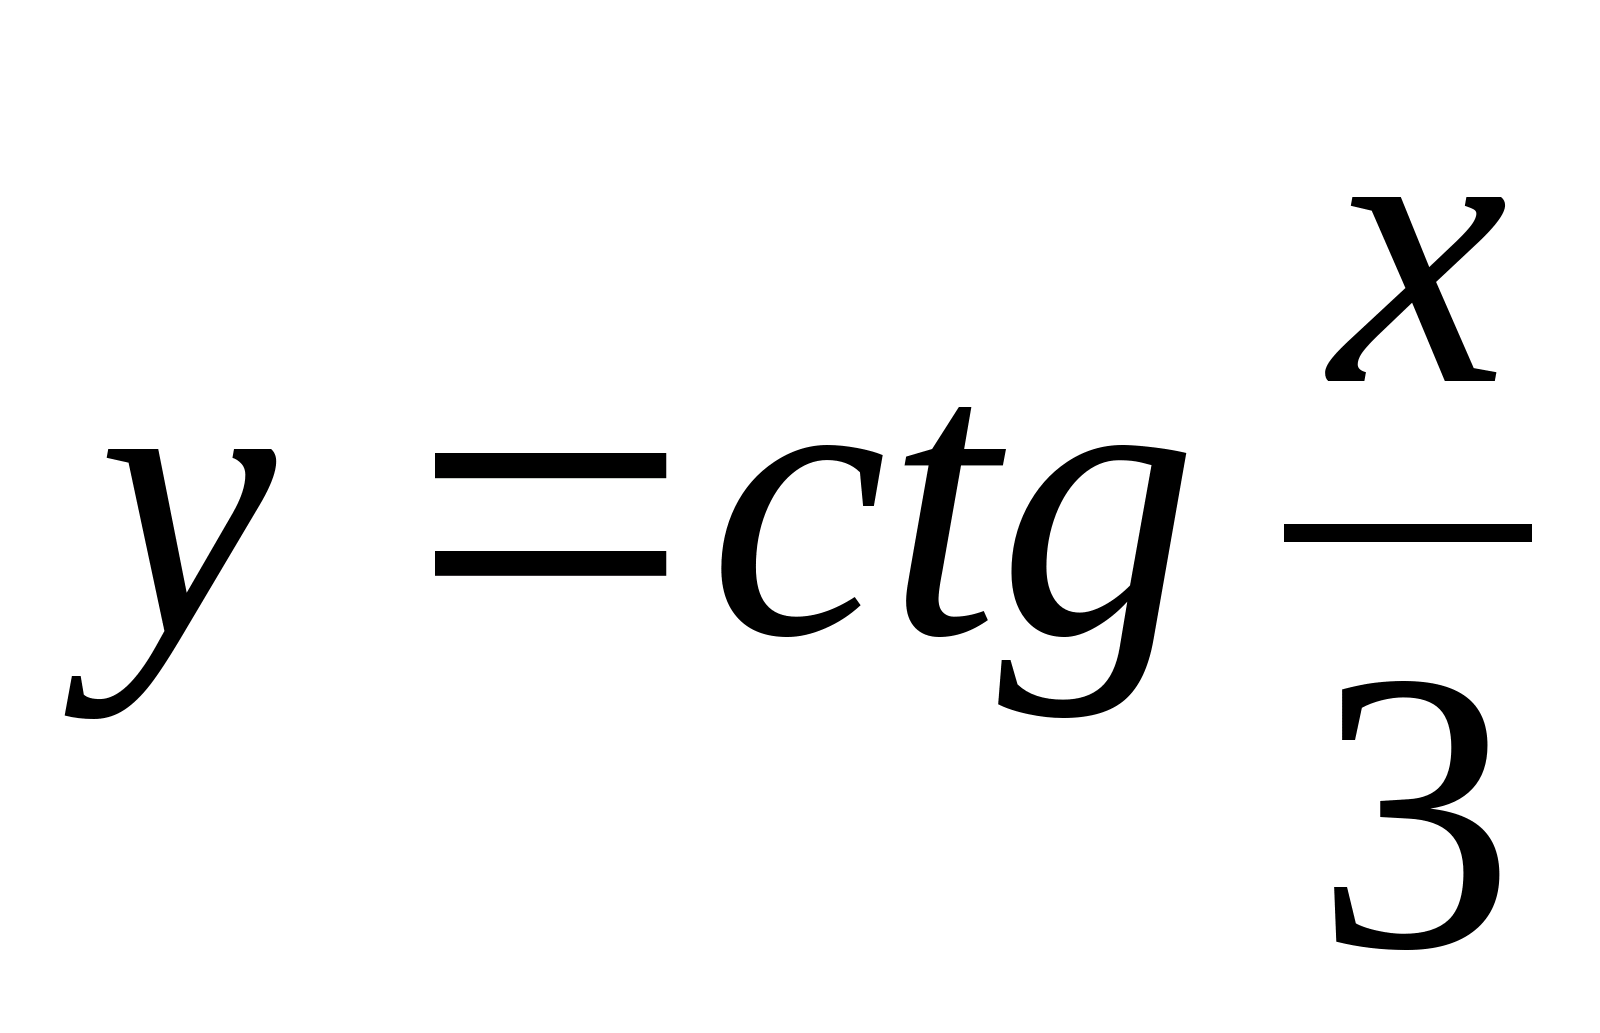 y = ctg x/3